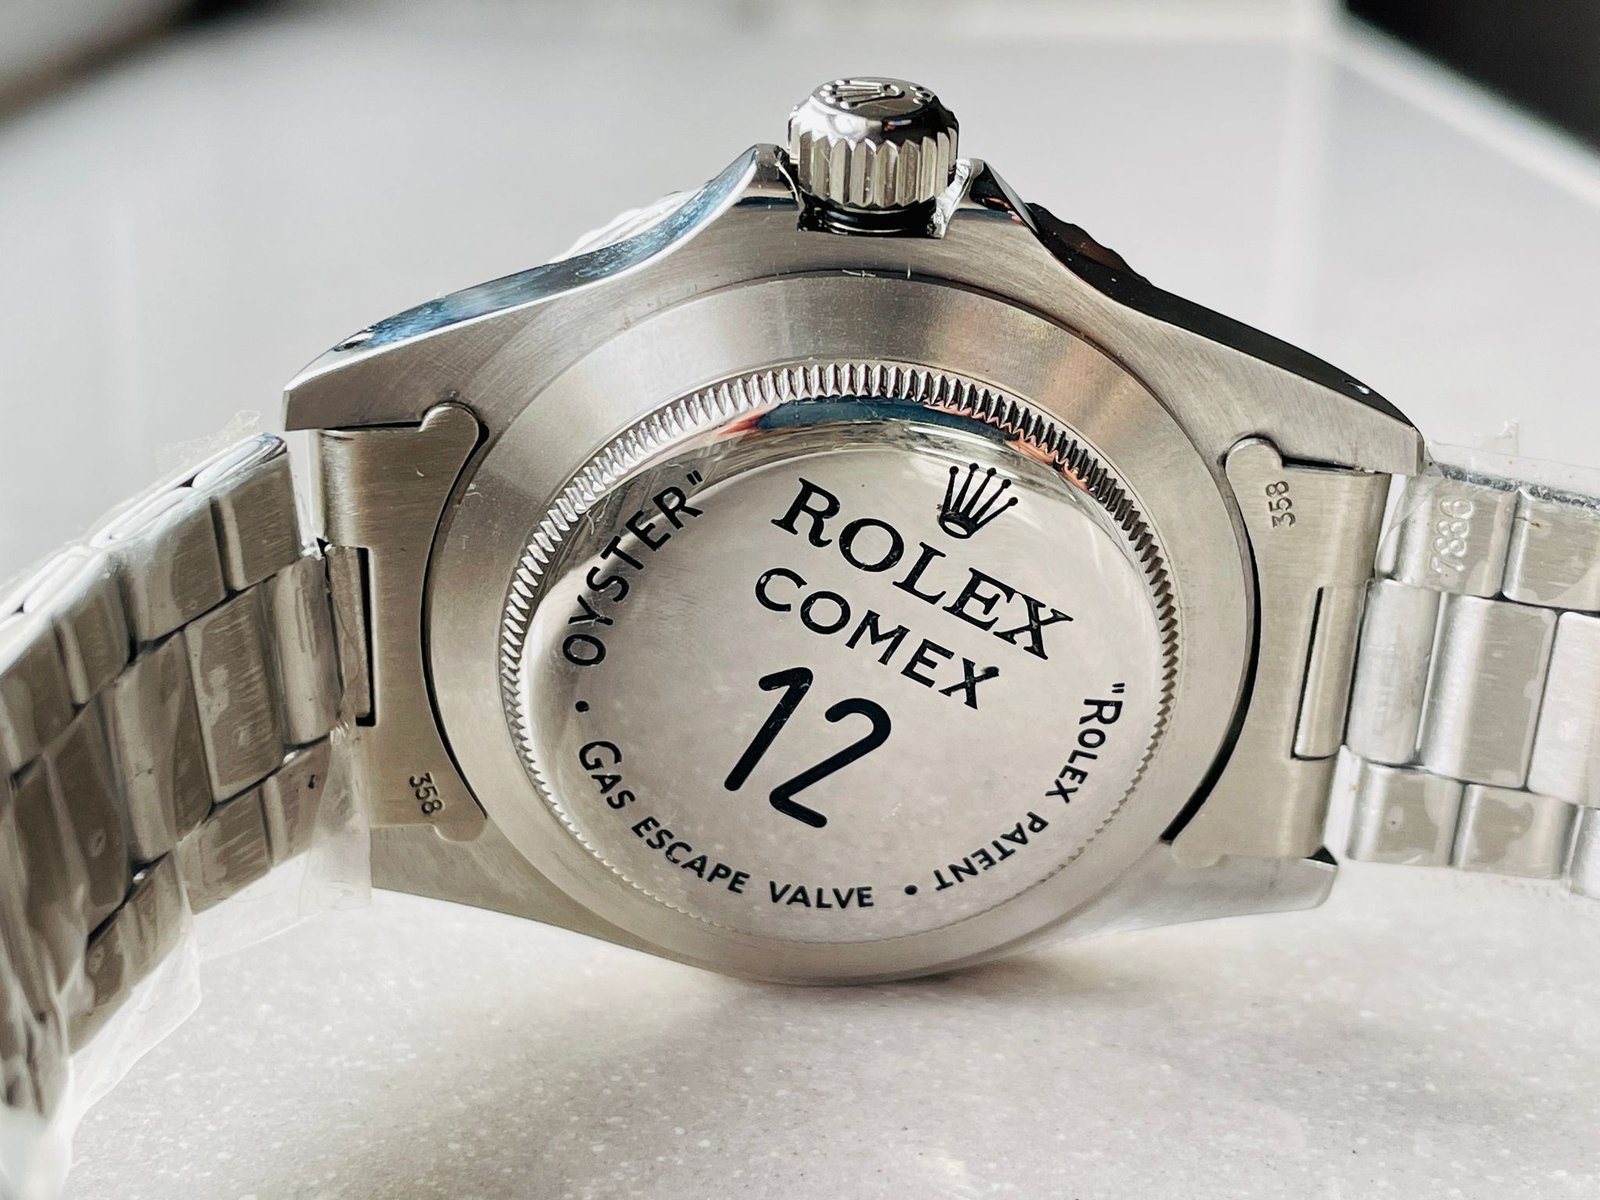 ROLEX
COMEX
12
"ROLEX PATENT
OYSTER"
GAS ESCAPE VALVE
358
358
7836